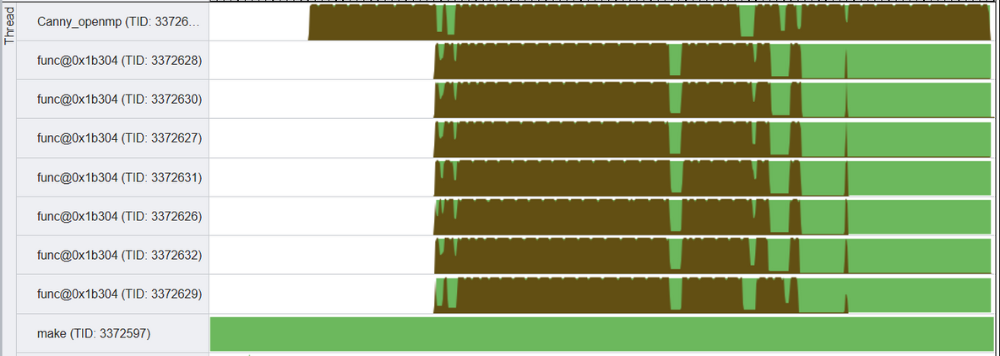 Thread
Canny_openmp (TID: 33726...
func@0x1b304 (TID: 3372628)
func@0x1b304 (TID: 3372630)
func@0x1b304 (TID: 3372627)
func@0x1b304 (TID: 3372631)
func@0x1b304 (TID: 3372626)
func@0x1b304 (TID: 3372632)
func@0x1b304 (TID: 3372629)
make (TID: 3372597)